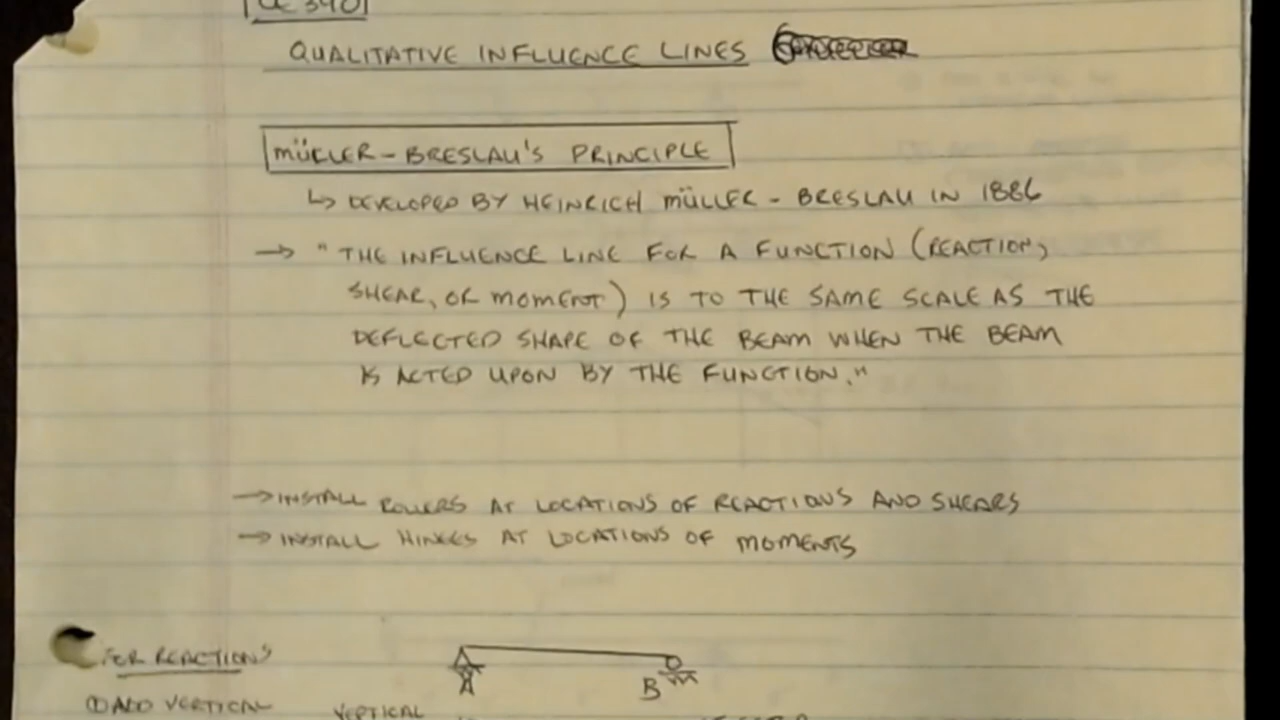 CE 340
QUALITATIVE INFLUENCE LINES
MÜLLER-BRESLAU'S PRINCIPLE
↳ DEVELOPED BY HEINRICH MÜLLER-BRESLAU IN 1886
→ "THE INFLUENCE LINE FOR A FUNCTION (REACTION,
SHEAR, OR MOMENT) IS TO THE SAME SCALE AS THE
DEFLECTED SHAPE OF THE BEAM WHEN THE BEAM
IS ACTED UPON BY THE FUNCTION."
→ INSTALL ROLLERS AT LOCATIONS OF REACTIONS AND SHEARS
→ INSTALL HINGES AT LOCATIONS OF MOMENTS
FOR REACTIONS
A B
① ADD VERTICAL VERTICAL